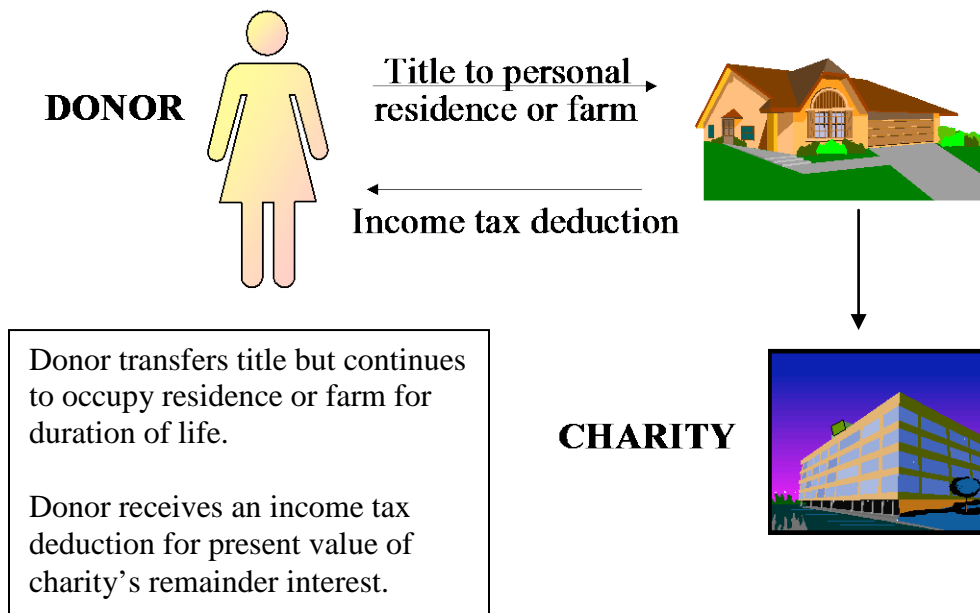 DONOR
Title to personal
residence or farm
Income tax deduction
Donor transfers title but continues
to occupy residence or farm for
duration of life.
Donor receives an income tax
deduction for present value of
charity’s remainder interest.
CHARITY